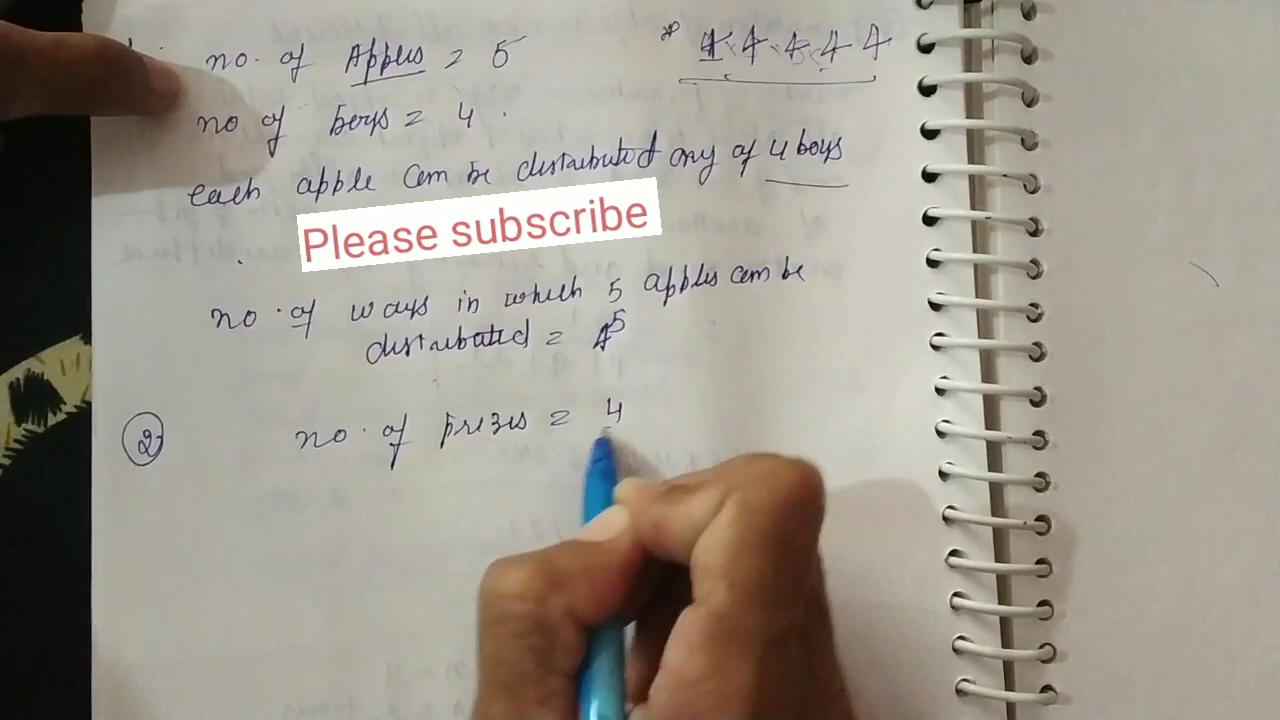 no. of Apples = 5
* 4 4 4 4 4
no of boys = 4.
each apple can be distributed any of 4 boys
Please subscribe
no. of ways in which 5 apples can be
distributed = 4^5
② no. of prizes = 4